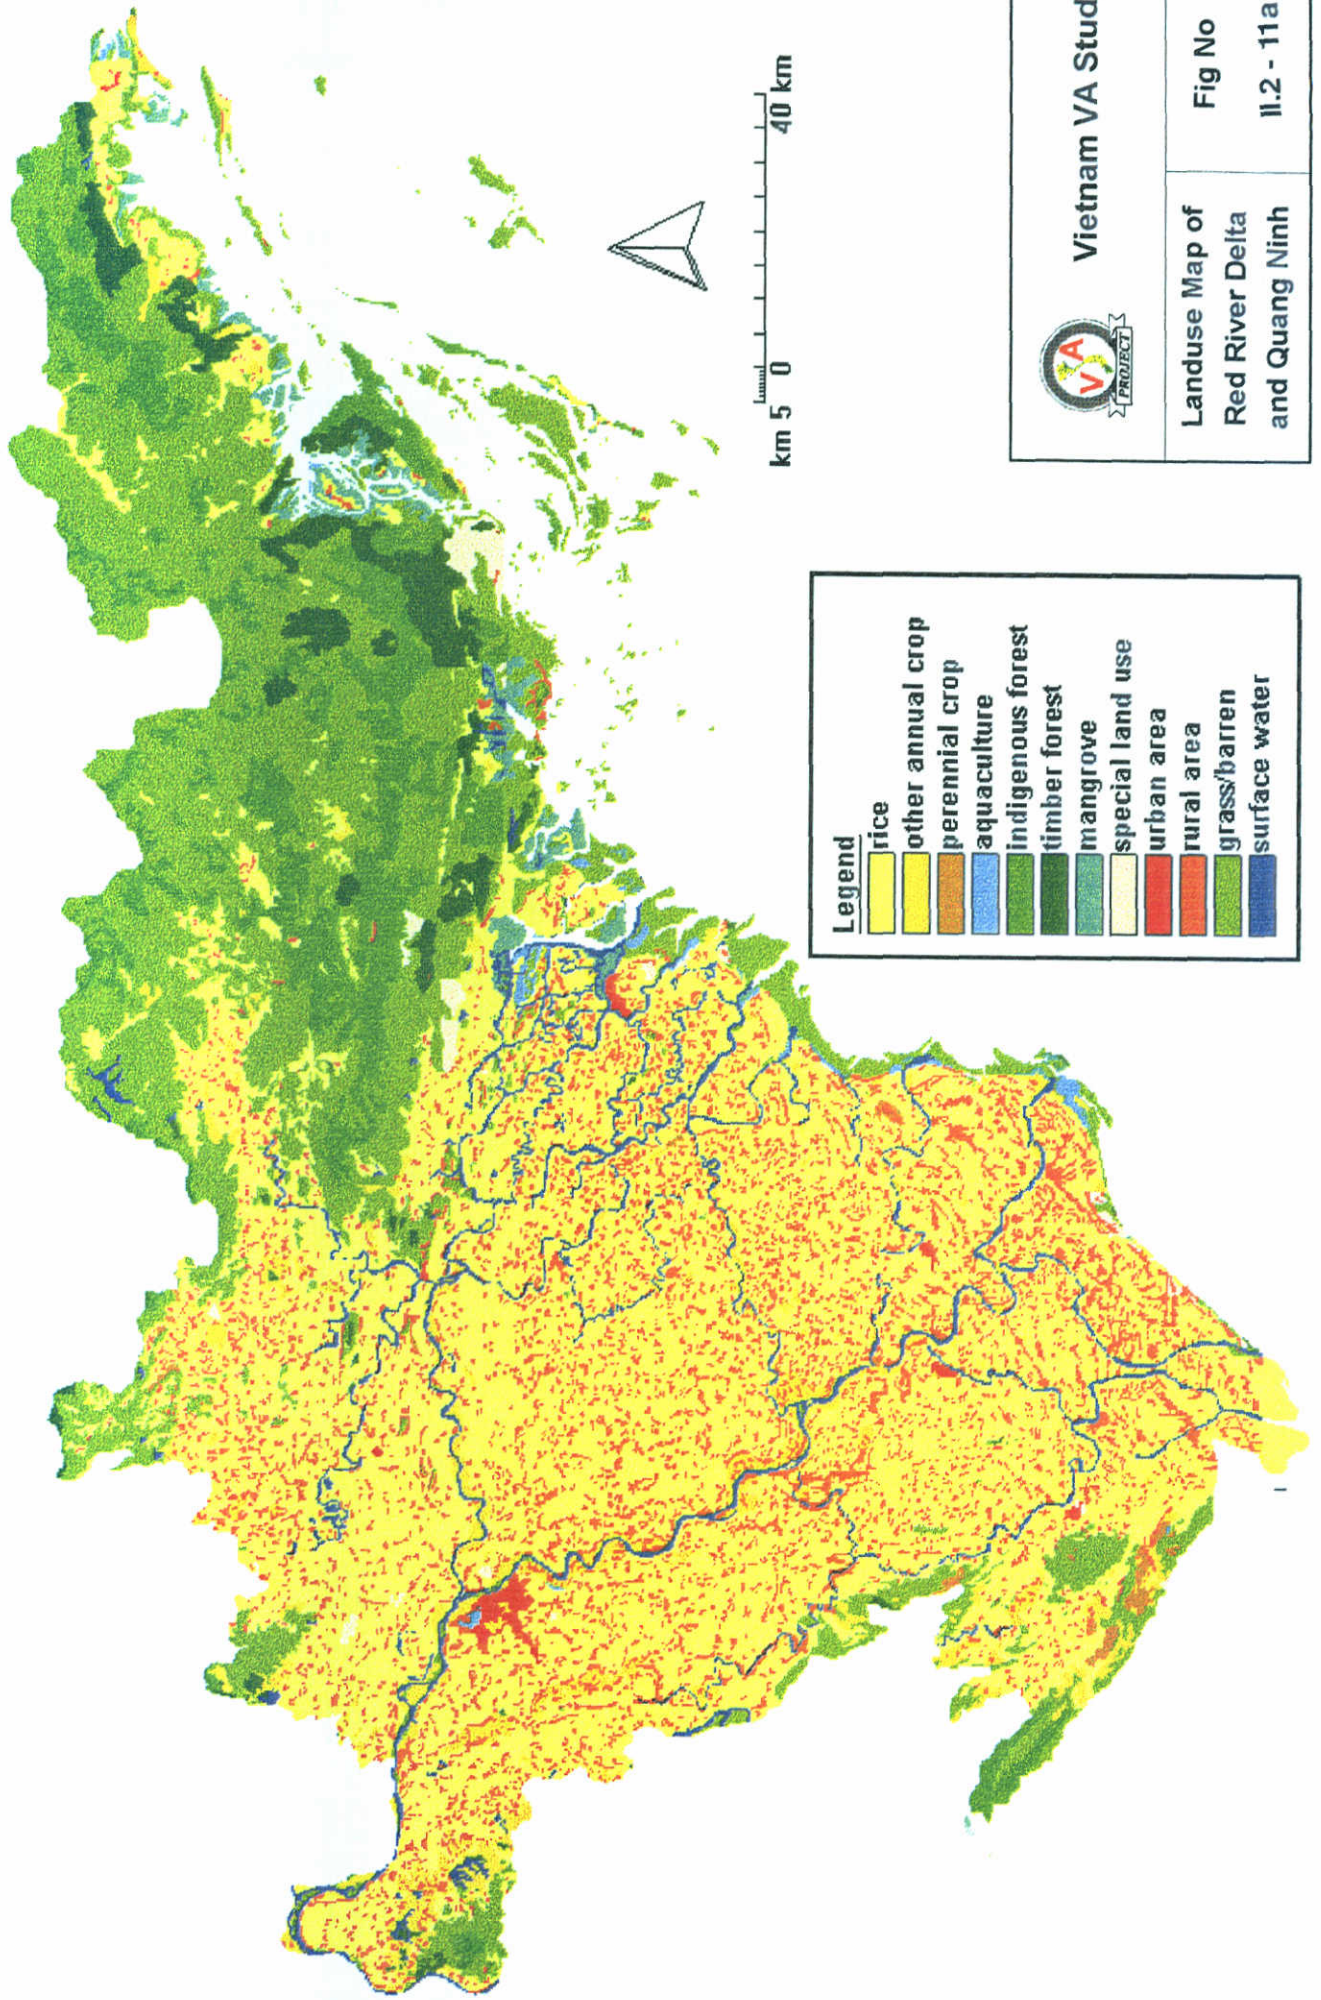 km 5 0 40 km
Legend
rice
other annual crop
perennial crop
aquaculture
indigenous forest
timber forest
mangrove
special land use
urban area
rural area
grass/barren
surface water
V A
PROJECT
Vietnam VA Stud
Landuse Map of
Red River Delta
and Quang Ninh
Fig No
II.2 - 11a